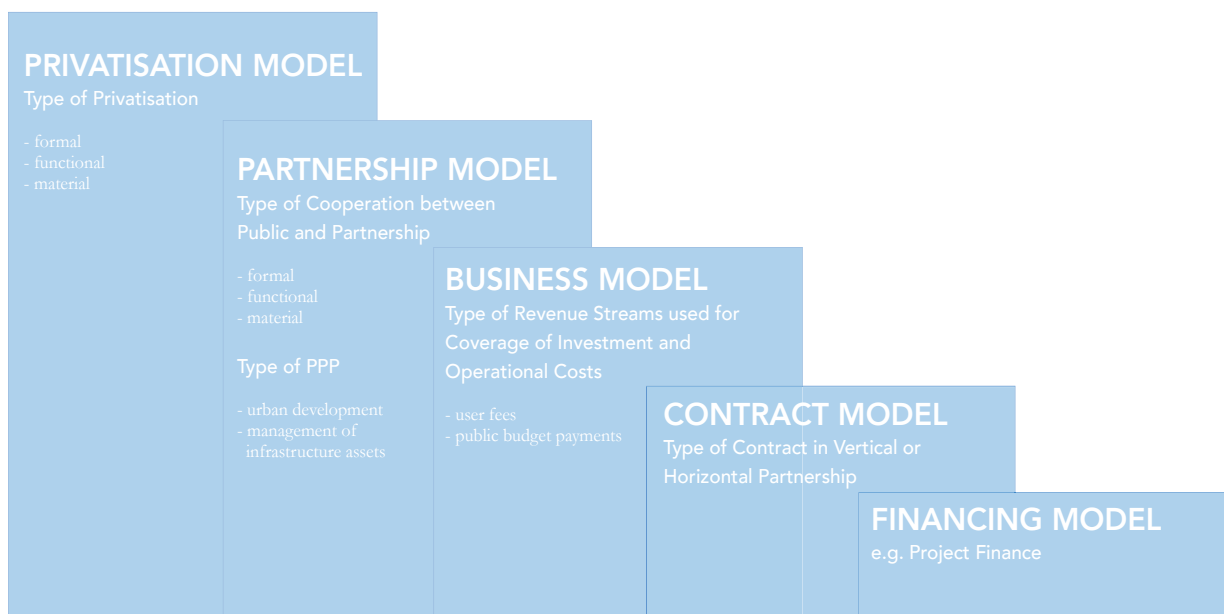 PRIVATISATION MODEL
Type of Privatisation
- formal
- functional
- material
PARTNERSHIP MODEL
Type of Cooperation between
Public and Partnership
- formal
- functional
- material
Type of PPP
- urban development
- management of
infrastructure assets
BUSINESS MODEL
Type of Revenue Streams used for
Coverage of Investment and
Operational Costs
- user fees
- public budget payments
CONTRACT MODEL
Type of Contract in Vertical or
Horizontal Partnership
FINANCING MODEL
e.g. Project Finance